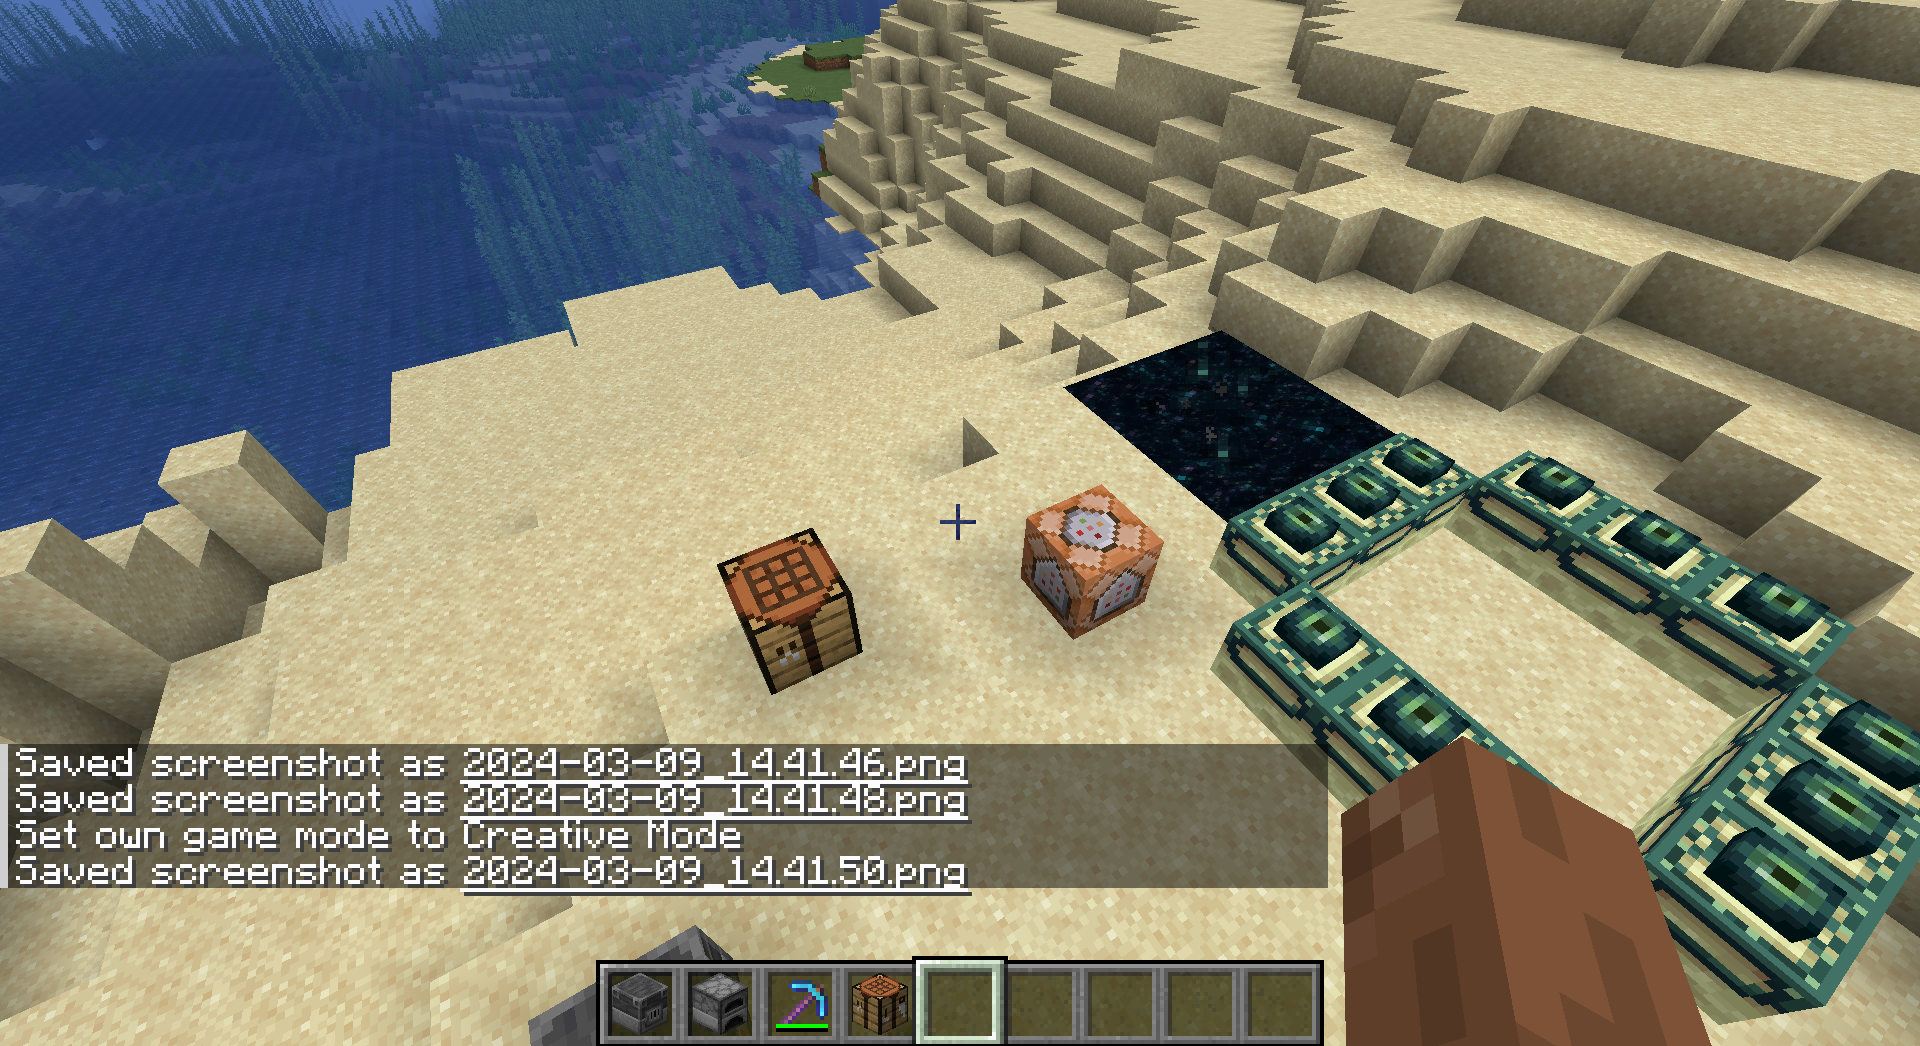 Saved screenshot as 2024-03-09_14.41.46.png
Saved screenshot as 2024-03-09_14.41.48.png
Set own game mode to Creative Mode
Saved screenshot as 2024-03-09_14.41.50.png